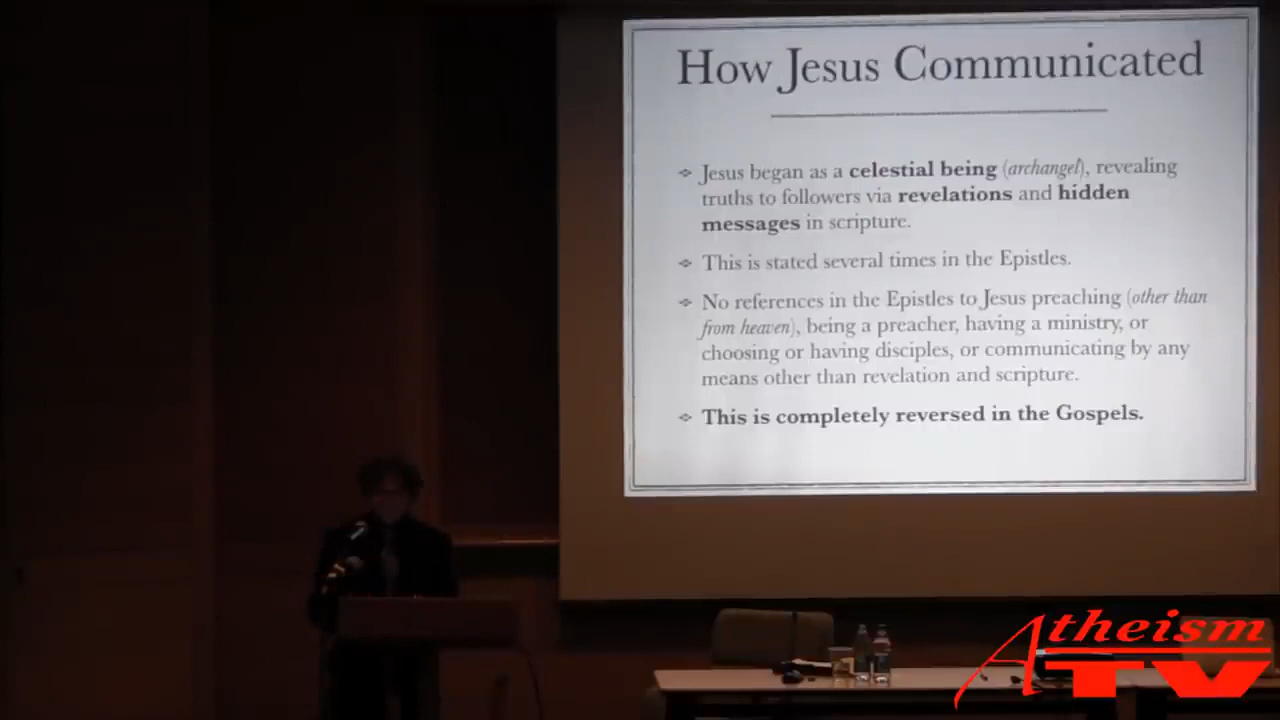 How Jesus Communicated
Jesus began as a celestial being (archangel), revealing
truths to followers via revelations and hidden
messages in scripture.
This is stated several times in the Epistles.
No references in the Epistles to Jesus preaching (other than
from heaven), being a preacher, having a ministry, or
choosing or having disciples, or communicating by any
means other than revelation and scripture.
This is completely reversed in the Gospels.
Atheism
TV